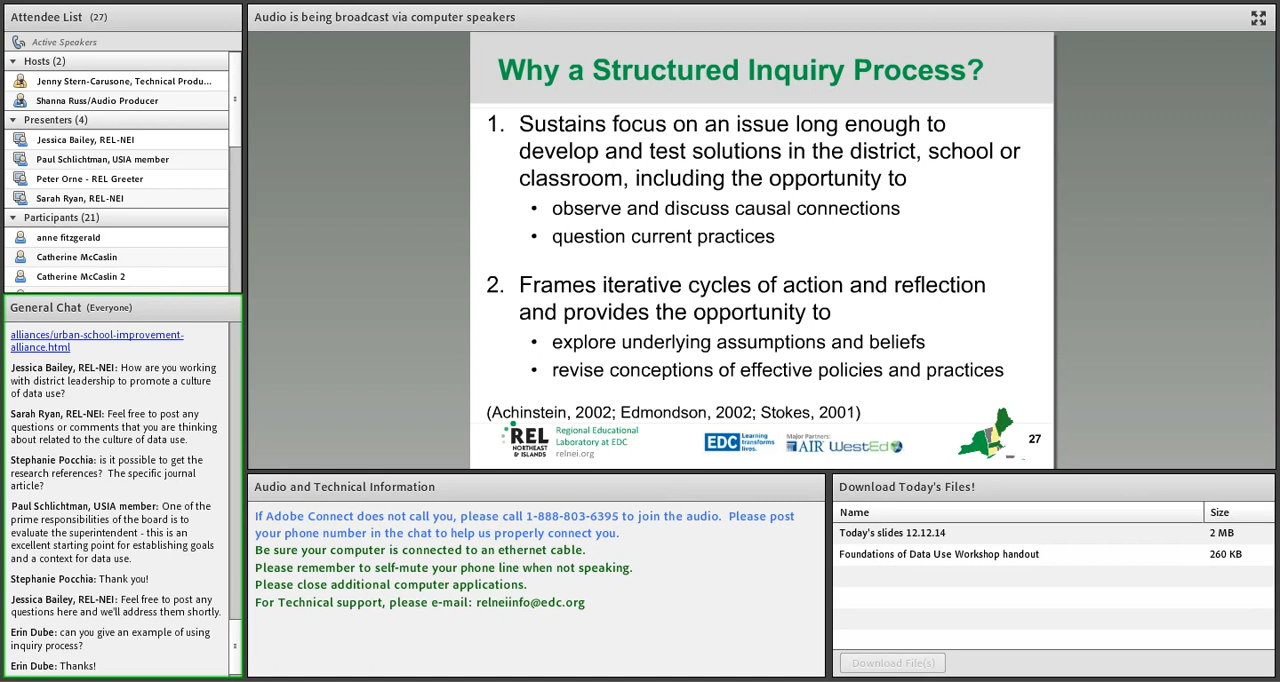 Attendee List (27)
Active Speakers
Hosts (2)
Jenny Stern-Carusone, Technical Produ...
Shanna Russ/Audio Producer
Presenters (4)
Jessica Bailey, REL-NEI
Paul Schlichtman, USIA member
Peter Orne - REL Greeter
Sarah Ryan, REL-NEI
Participants (21)
anne fitzgerald
Catherine McCaslin
Catherine McCaslin 2
General Chat (Everyone)
alliances/urban-school-improvement-
alliance.html
Jessica Bailey, REL-NEI: How are you working
with district leadership to promote a culture
of data use?
Sarah Ryan, REL-NEI: Feel free to post any
questions or comments that you are thinking
about related to the culture of data use.
Stephanie Pocchia: is it possible to get the
research references? The specific journal
article?
Paul Schlichtman, USIA member: One of the
prime responsibilities of the board is to
evaluate the superintendent - this is an
excellent starting point for establishing goals
and a context for data use.
Stephanie Pocchia: Thank you!
Jessica Bailey, REL-NEI: Feel free to post any
questions here and we'll address them shortly.
Erin Dube: can you give an example of using
inquiry process?
Erin Dube: Thanks!
Audio is being broadcast via computer speakers
Why a Structured Inquiry Process?
1. Sustains focus on an issue long enough to
develop and test solutions in the district, school or
classroom, including the opportunity to
• observe and discuss causal connections
• question current practices
2. Frames iterative cycles of action and reflection
and provides the opportunity to
• explore underlying assumptions and beliefs
• revise conceptions of effective policies and practices
(Achinstein, 2002; Edmondson, 2002; Stokes, 2001)
REL
NORTHEAST
& ISLANDS
Regional Educational
Laboratory at EDC
relnei.org
EDC Learning
transforms
lives.
Major Partners:
AIR WestEd
27
Audio and Technical Information
If Adobe Connect does not call you, please call 1-888-803-6395 to join the audio. Please post
your phone number in the chat to help us properly connect you.
Be sure your computer is connected to an ethernet cable.
Please remember to self-mute your phone line when not speaking.
Please close additional computer applications.
For Technical support, please e-mail: relneiinfo@edc.org
Download Today's Files!
Name Size
Today's slides 12.12.14 2 MB
Foundations of Data Use Workshop handout 260 KB
Download File(s)